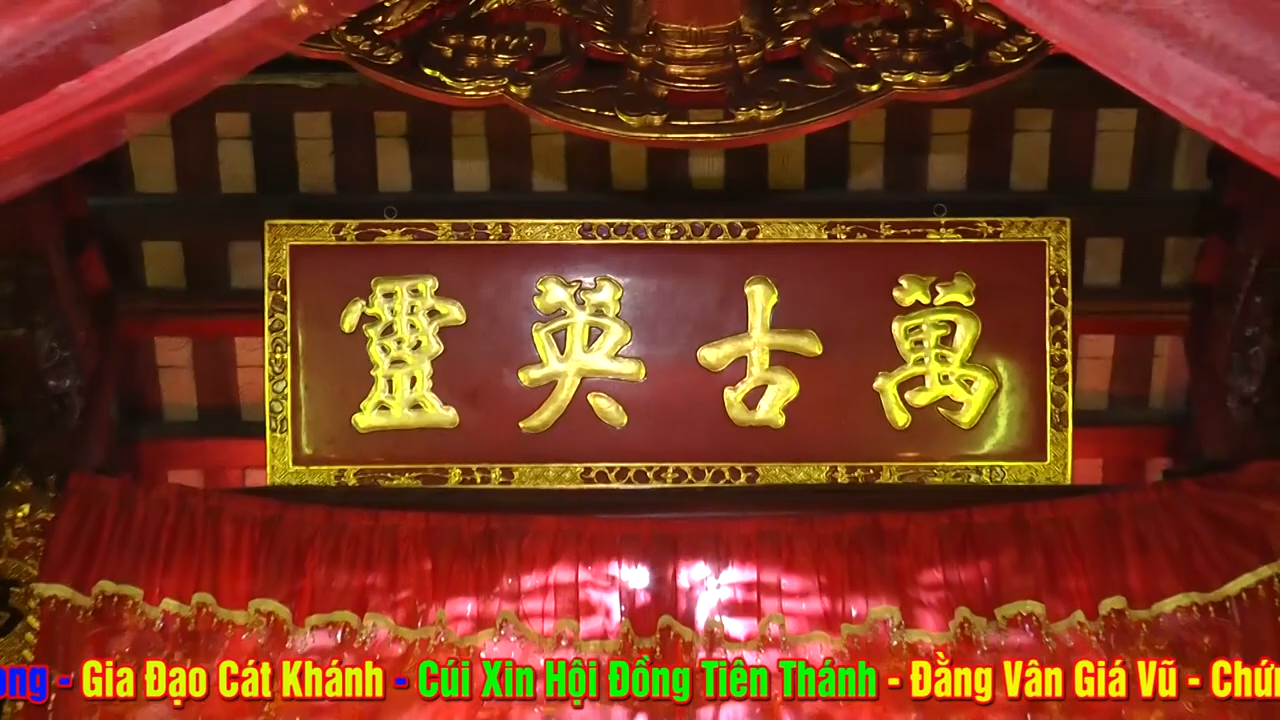 萬古英靈
- Gia Đạo Cát Khánh - Cúi Xin Hội Đồng Tiên Thánh - Đằng Vân Giá Vũ -